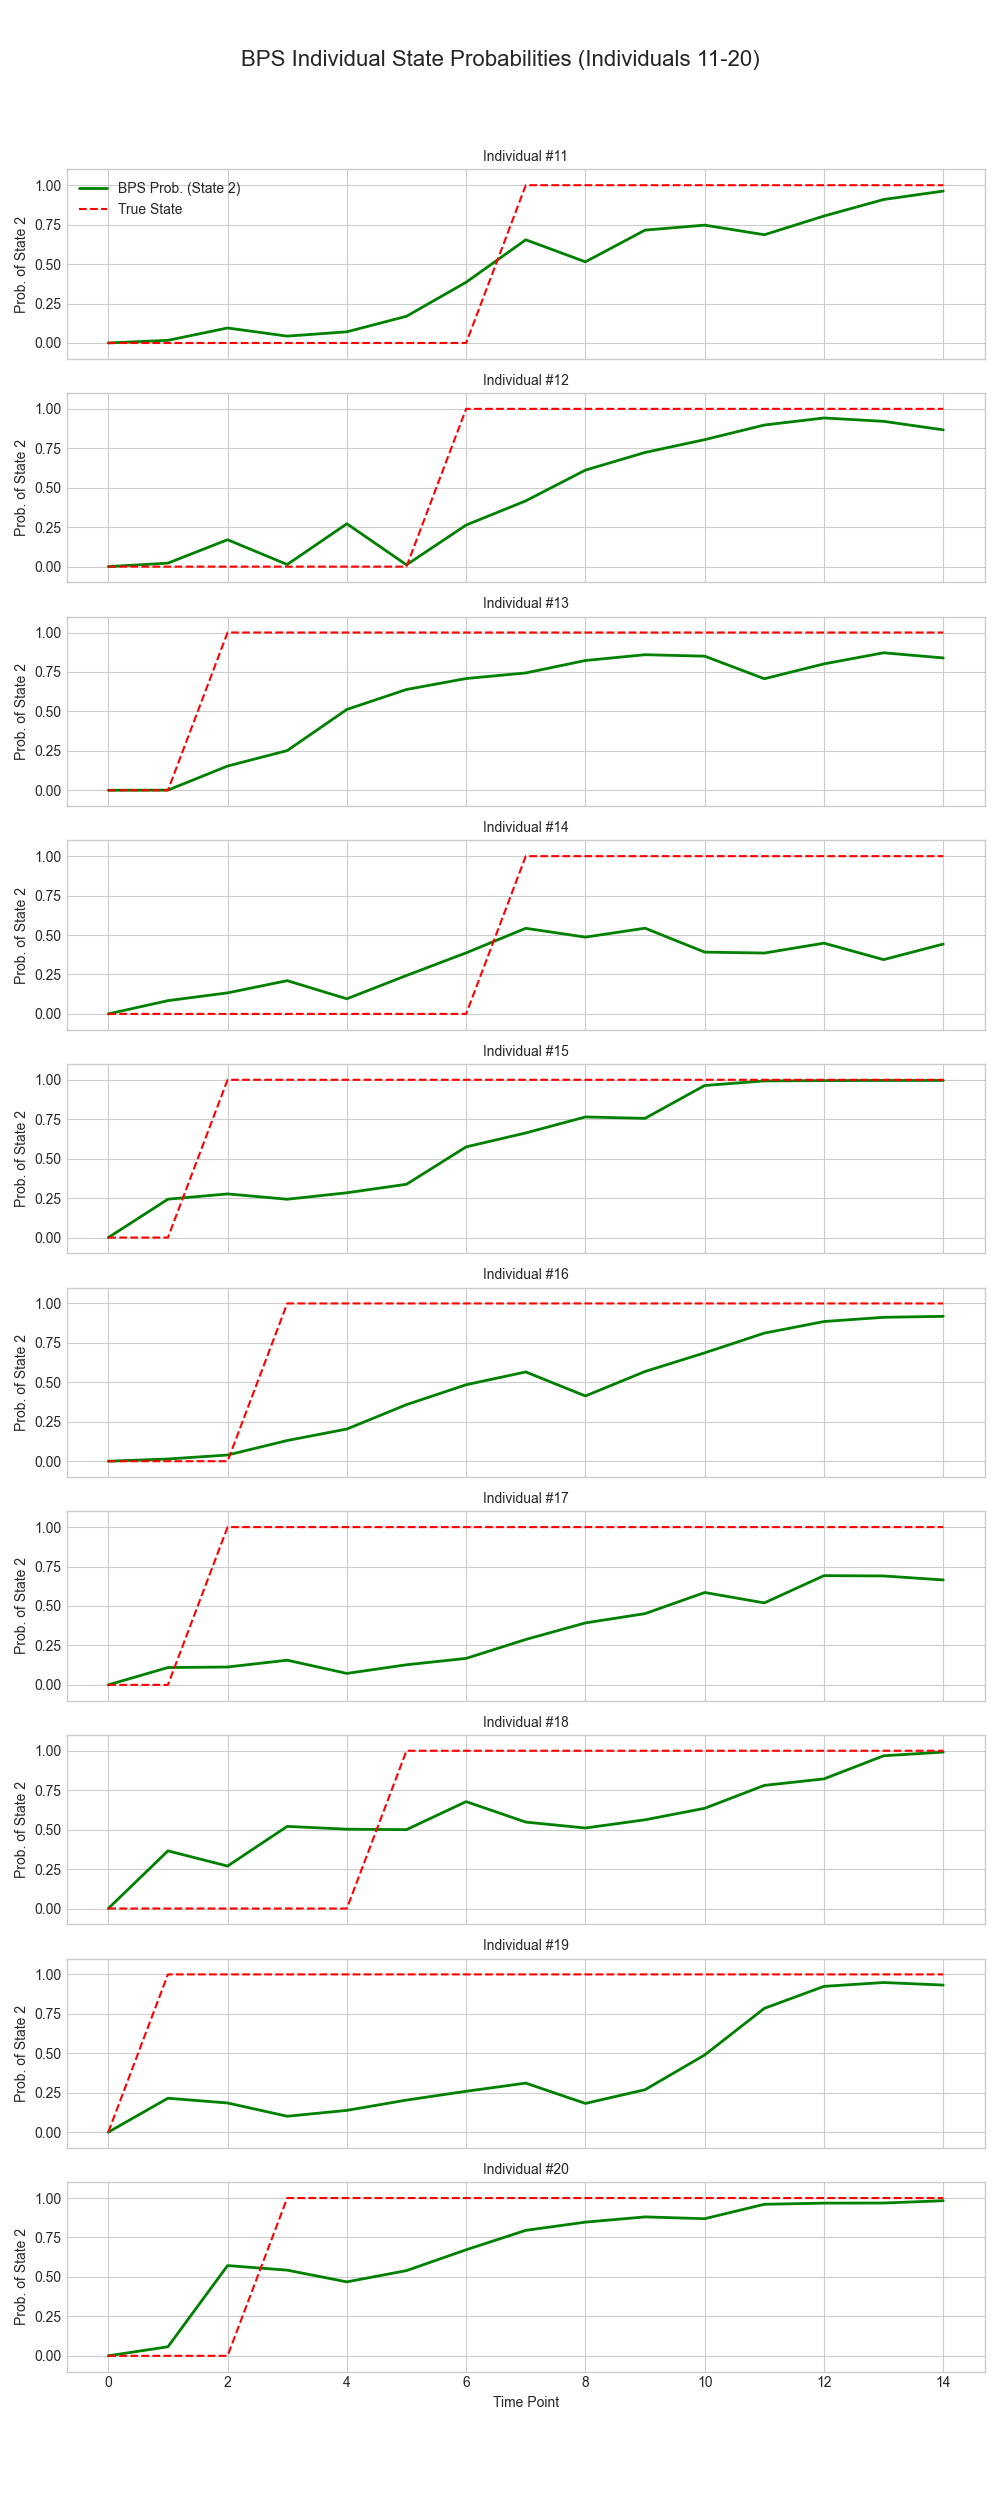 BPS Individual State Probabilities (Individuals 11-20)
Individual #11
BPS Prob. (State 2)
True State
1.00
0.75
0.50
0.25
0.00
Prob. of State 2
Individual #12
1.00
0.75
0.50
0.25
0.00
Prob. of State 2
Individual #13
1.00
0.75
0.50
0.25
0.00
Prob. of State 2
Individual #14
1.00
0.75
0.50
0.25
0.00
Prob. of State 2
Individual #15
1.00
0.75
0.50
0.25
0.00
Prob. of State 2
Individual #16
1.00
0.75
0.50
0.25
0.00
Prob. of State 2
Individual #17
1.00
0.75
0.50
0.25
0.00
Prob. of State 2
Individual #18
1.00
0.75
0.50
0.25
0.00
Prob. of State 2
Individual #19
1.00
0.75
0.50
0.25
0.00
Prob. of State 2
Individual #20
1.00
0.75
0.50
0.25
0.00
Prob. of State 2
0 2 4 6 8 10 12 14
Time Point